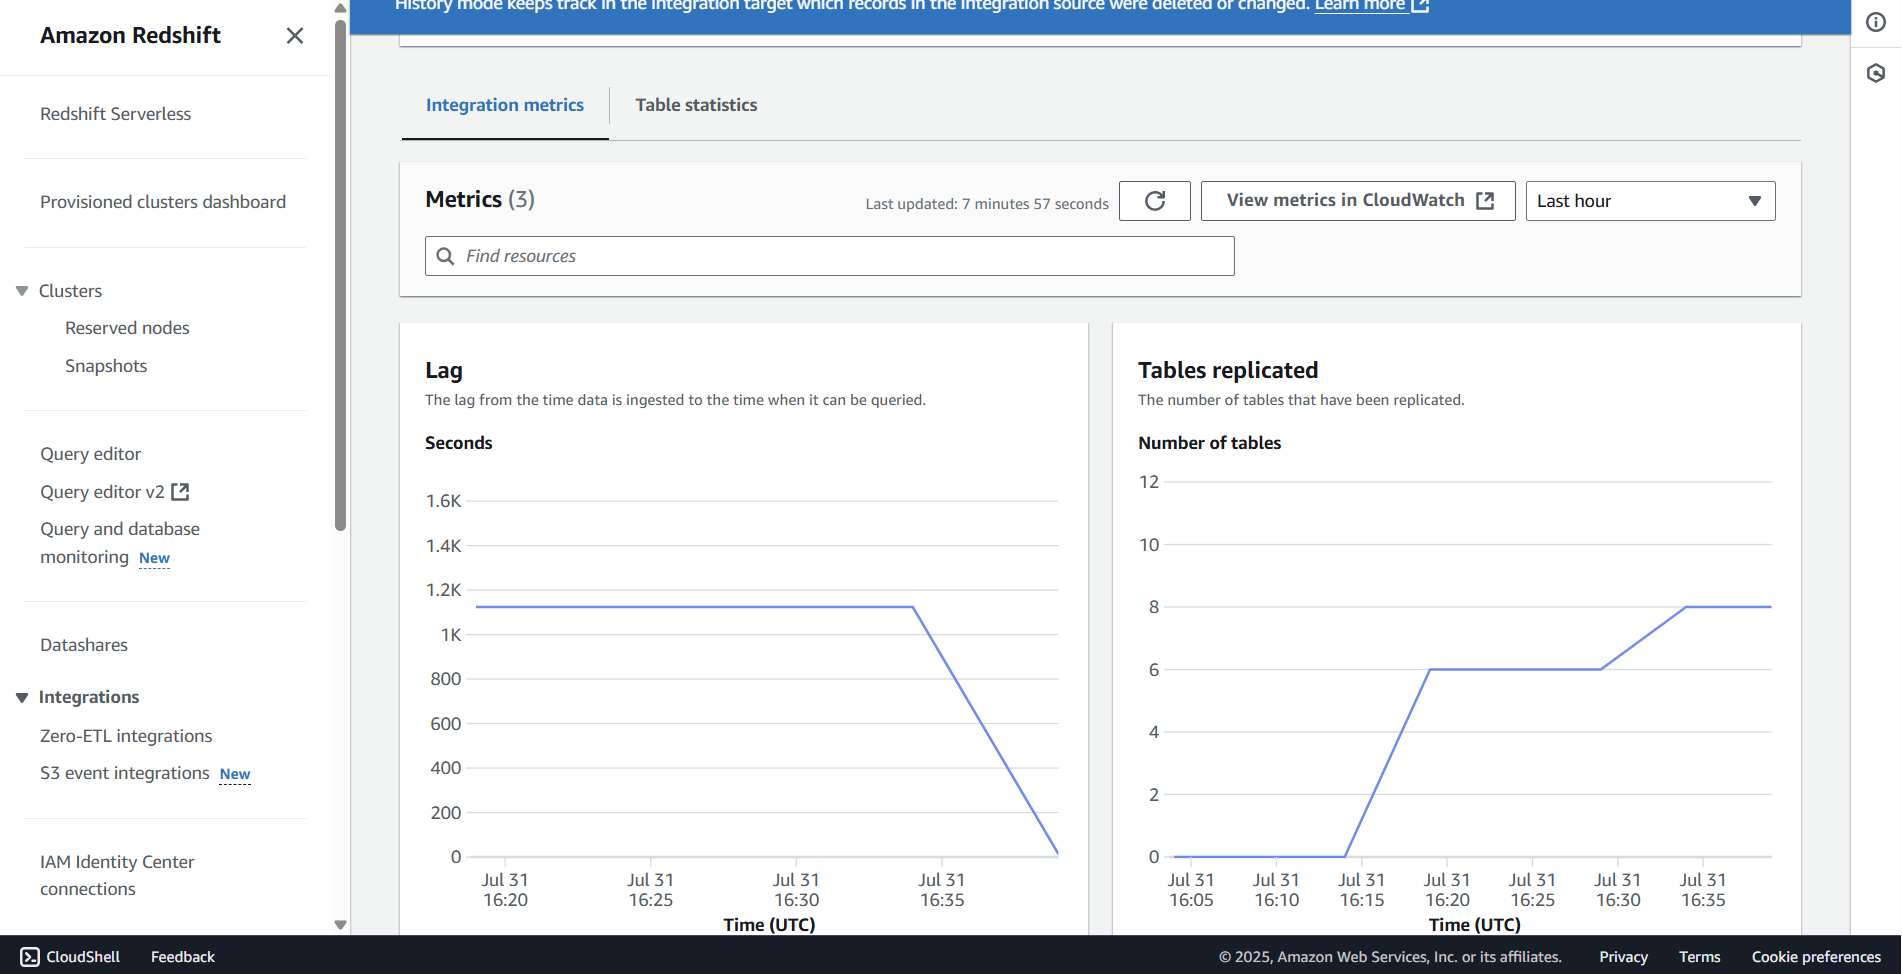 History mode keeps track in the integration target which records in the integration source were deleted or changed. Learn more
Amazon Redshift
Redshift Serverless
Provisioned clusters dashboard
Clusters
Reserved nodes
Snapshots
Query editor
Query editor v2
Query and database
monitoring New
Datashares
Integrations
Zero-ETL integrations
S3 event integrations New
IAM Identity Center
connections
Integration metrics
Table statistics
Metrics (3)
Last updated: 7 minutes 57 seconds
View metrics in CloudWatch
Last hour
Find resources
Lag
The lag from the time data is ingested to the time when it can be queried.
Seconds
1.6K
1.4K
1.2K
1K
800
600
400
200
0
Jul 31 Jul 31 Jul 31 Jul 31
16:20 16:25 16:30 16:35
Time (UTC)
Tables replicated
The number of tables that have been replicated.
Number of tables
12
10
8
6
4
2
0
Jul 31 Jul 31 Jul 31 Jul 31 Jul 31 Jul 31 Jul 31
16:05 16:10 16:15 16:20 16:25 16:30 16:35
Time (UTC)
CloudShell Feedback © 2025, Amazon Web Services, Inc. or its affiliates. Privacy Terms Cookie preferences